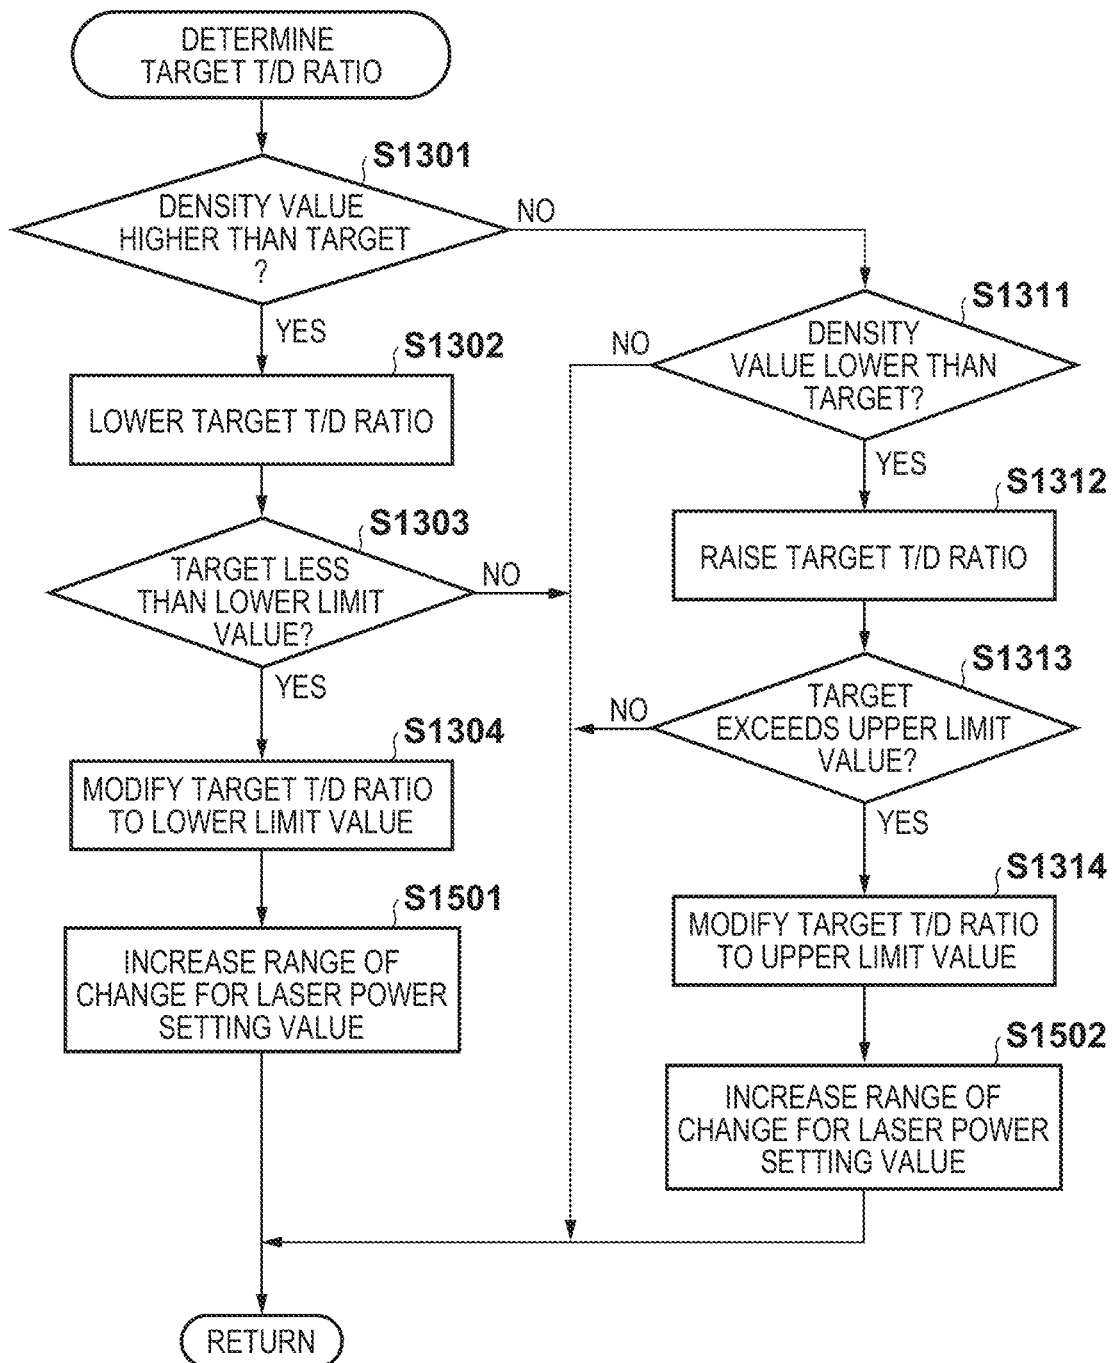 DETERMINE
TARGET T/D RATIO
S1301
DENSITY VALUE
HIGHER THAN TARGET
?
NO
YES
S1302
LOWER TARGET T/D RATIO
S1303
TARGET LESS
THAN LOWER LIMIT
VALUE?
NO
YES
S1304
MODIFY TARGET T/D RATIO
TO LOWER LIMIT VALUE
S1501
INCREASE RANGE OF
CHANGE FOR LASER POWER
SETTING VALUE
S1311
DENSITY
VALUE LOWER THAN
TARGET?
NO
YES
S1312
RAISE TARGET T/D RATIO
S1313
TARGET
EXCEEDS UPPER LIMIT
VALUE?
NO
YES
S1314
MODIFY TARGET T/D RATIO
TO UPPER LIMIT VALUE
S1502
INCREASE RANGE OF
CHANGE FOR LASER POWER
SETTING VALUE
RETURN